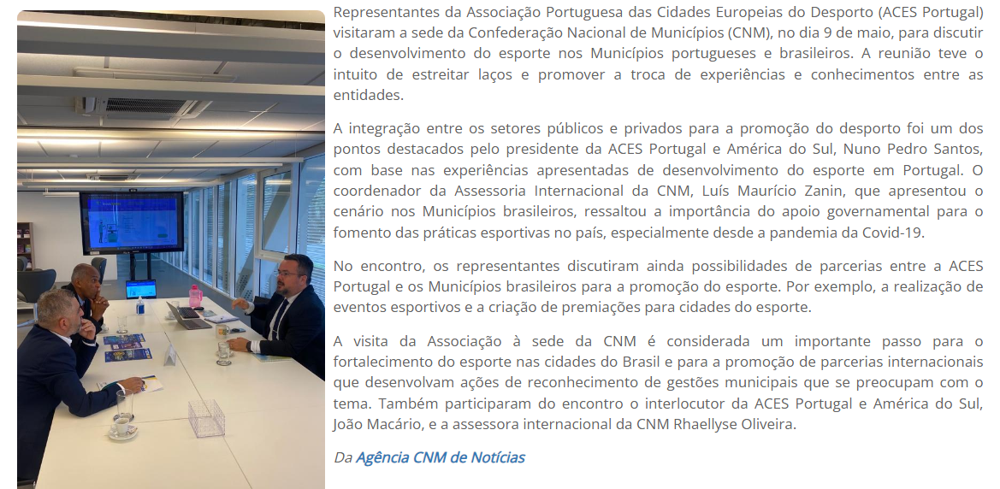 Representantes da Associação Portuguesa das Cidades Europeias do Desporto (ACES Portugal)
visitaram a sede da Confederação Nacional de Municípios (CNM), no dia 9 de maio, para discutir
o desenvolvimento do esporte nos Municípios portugueses e brasileiros. A reunião teve o
intuito de estreitar laços e promover a troca de experiências e conhecimentos entre as
entidades.
A integração entre os setores públicos e privados para a promoção do desporto foi um dos
pontos destacados pelo presidente da ACES Portugal e América do Sul, Nuno Pedro Santos,
com base nas experiências apresentadas de desenvolvimento do esporte em Portugal. O
coordenador da Assessoria Internacional da CNM, Luís Maurício Zanin, que apresentou o
cenário nos Municípios brasileiros, ressaltou a importância do apoio governamental para o
fomento das práticas esportivas no país, especialmente desde a pandemia da Covid-19.
No encontro, os representantes discutiram ainda possibilidades de parcerias entre a ACES
Portugal e os Municípios brasileiros para a promoção do esporte. Por exemplo, a realização de
eventos esportivos e a criação de premiações para cidades do esporte.
A visita da Associação à sede da CNM é considerada um importante passo para o
fortalecimento do esporte nas cidades do Brasil e para a promoção de parcerias internacionais
que desenvolvam ações de reconhecimento de gestões municipais que se preocupam com o
tema. Também participaram do encontro o interlocutor da ACES Portugal e América do Sul,
João Macário, e a assessora internacional da CNM Rhaellyse Oliveira.
Da Agência CNM de Notícias